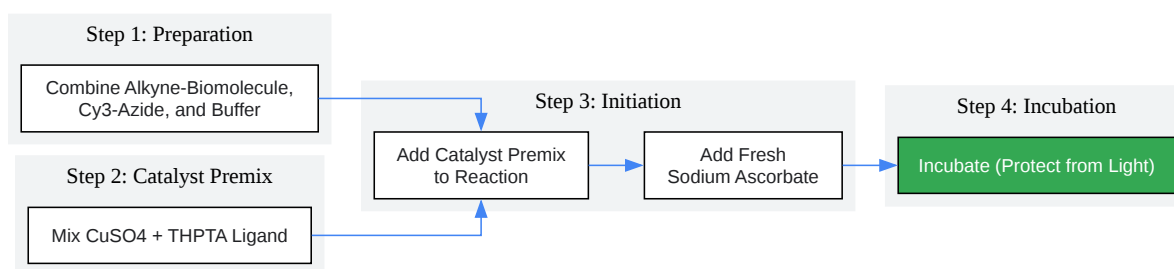 Step 1: Preparation
Combine Alkyne-Biomolecule,
Cy3-Azide, and Buffer
Step 2: Catalyst Premix
Mix CuSO4 + THPTA Ligand
Step 3: Initiation
Add Catalyst Premix
to Reaction
Add Fresh
Sodium Ascorbate
Step 4: Incubation
Incubate (Protect from Light)